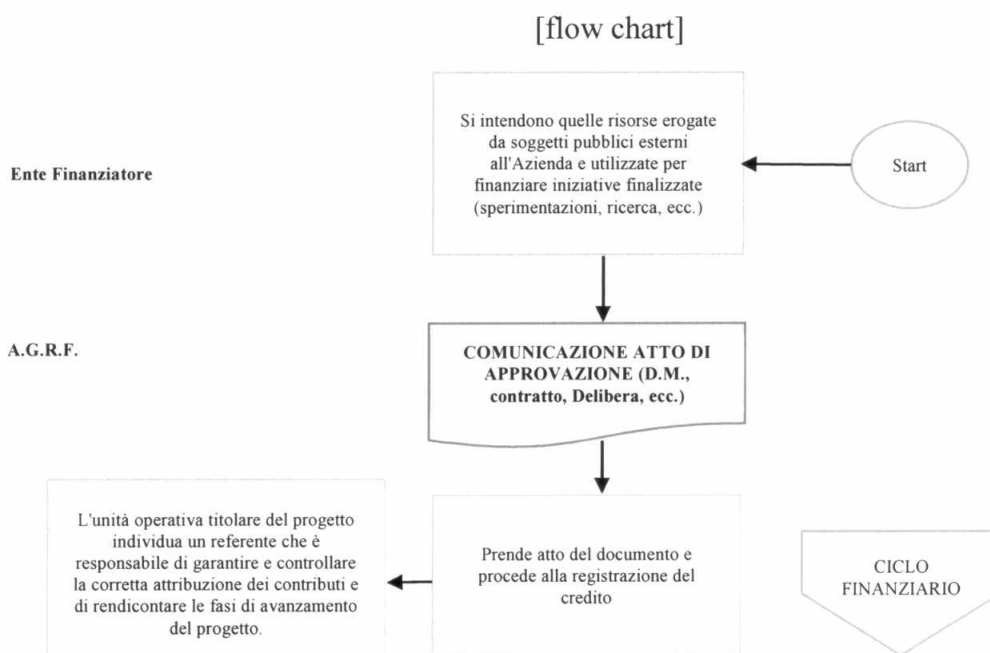 [flow chart]
Si intendono quelle risorse erogate
da soggetti pubblici esterni
all'Azienda e utilizzate per
finanziare iniziative finalizzate
(sperimentazioni, ricerca, ecc.)
Ente Finanziatore
Start
A.G.R.F.
COMUNICAZIONE ATTO DI
APPROVAZIONE (D.M.,
contratto, Delibera, ecc.)
L'unità operativa titolare del progetto
individua un referente che è
responsabile di garantire e controllare
la corretta attribuzione dei contributi e
di rendicontare le fasi di avanzamento
del progetto.
Prende atto del documento e
procede alla registrazione del
credito
CICLO
FINANZIARIO